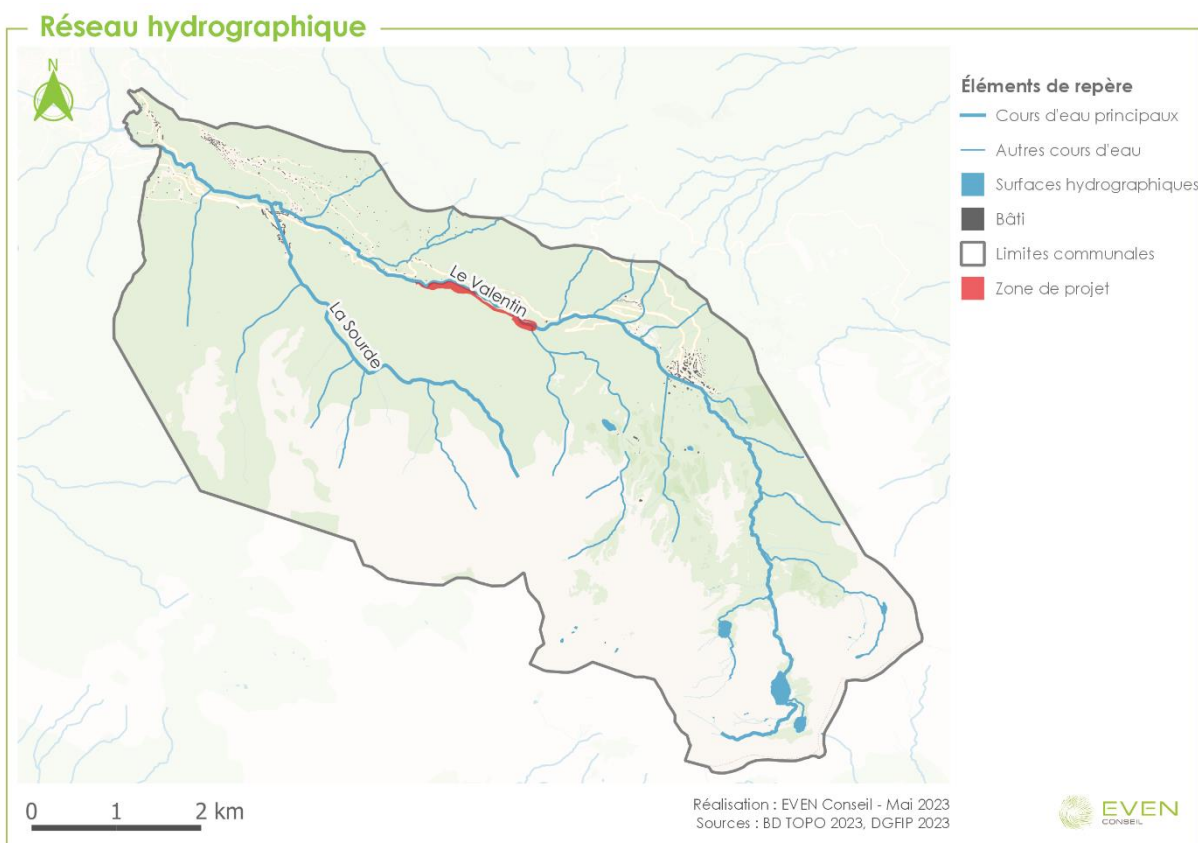 Réseau hydrographique
N
Éléments de repère
Cours d'eau principaux
Autres cours d'eau
Surfaces hydrographiques
Bâti
Limites communales
Zone de projet
Le Valentin
La Sourde
0 1 2 km
Réalisation : EVEN Conseil - Mai 2023
Sources : BD TOPO 2023, DGFIP 2023
EVEN
CONSEIL